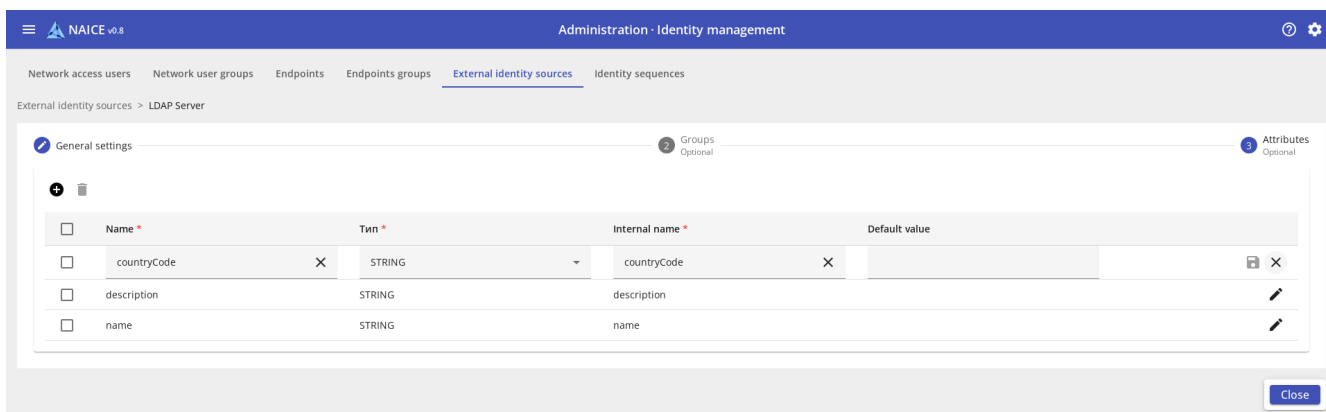 NAICE v0.8
Administration · Identity management
Network access users Network user groups Endpoints Endpoints groups External identity sources Identity sequences
External identity sources > LDAP Server
General settings
2 Groups
Optional
3 Attributes
Optional
Name * Тип * Internal name * Default value
countryCode STRING countryCode
description STRING description
name STRING name
Close